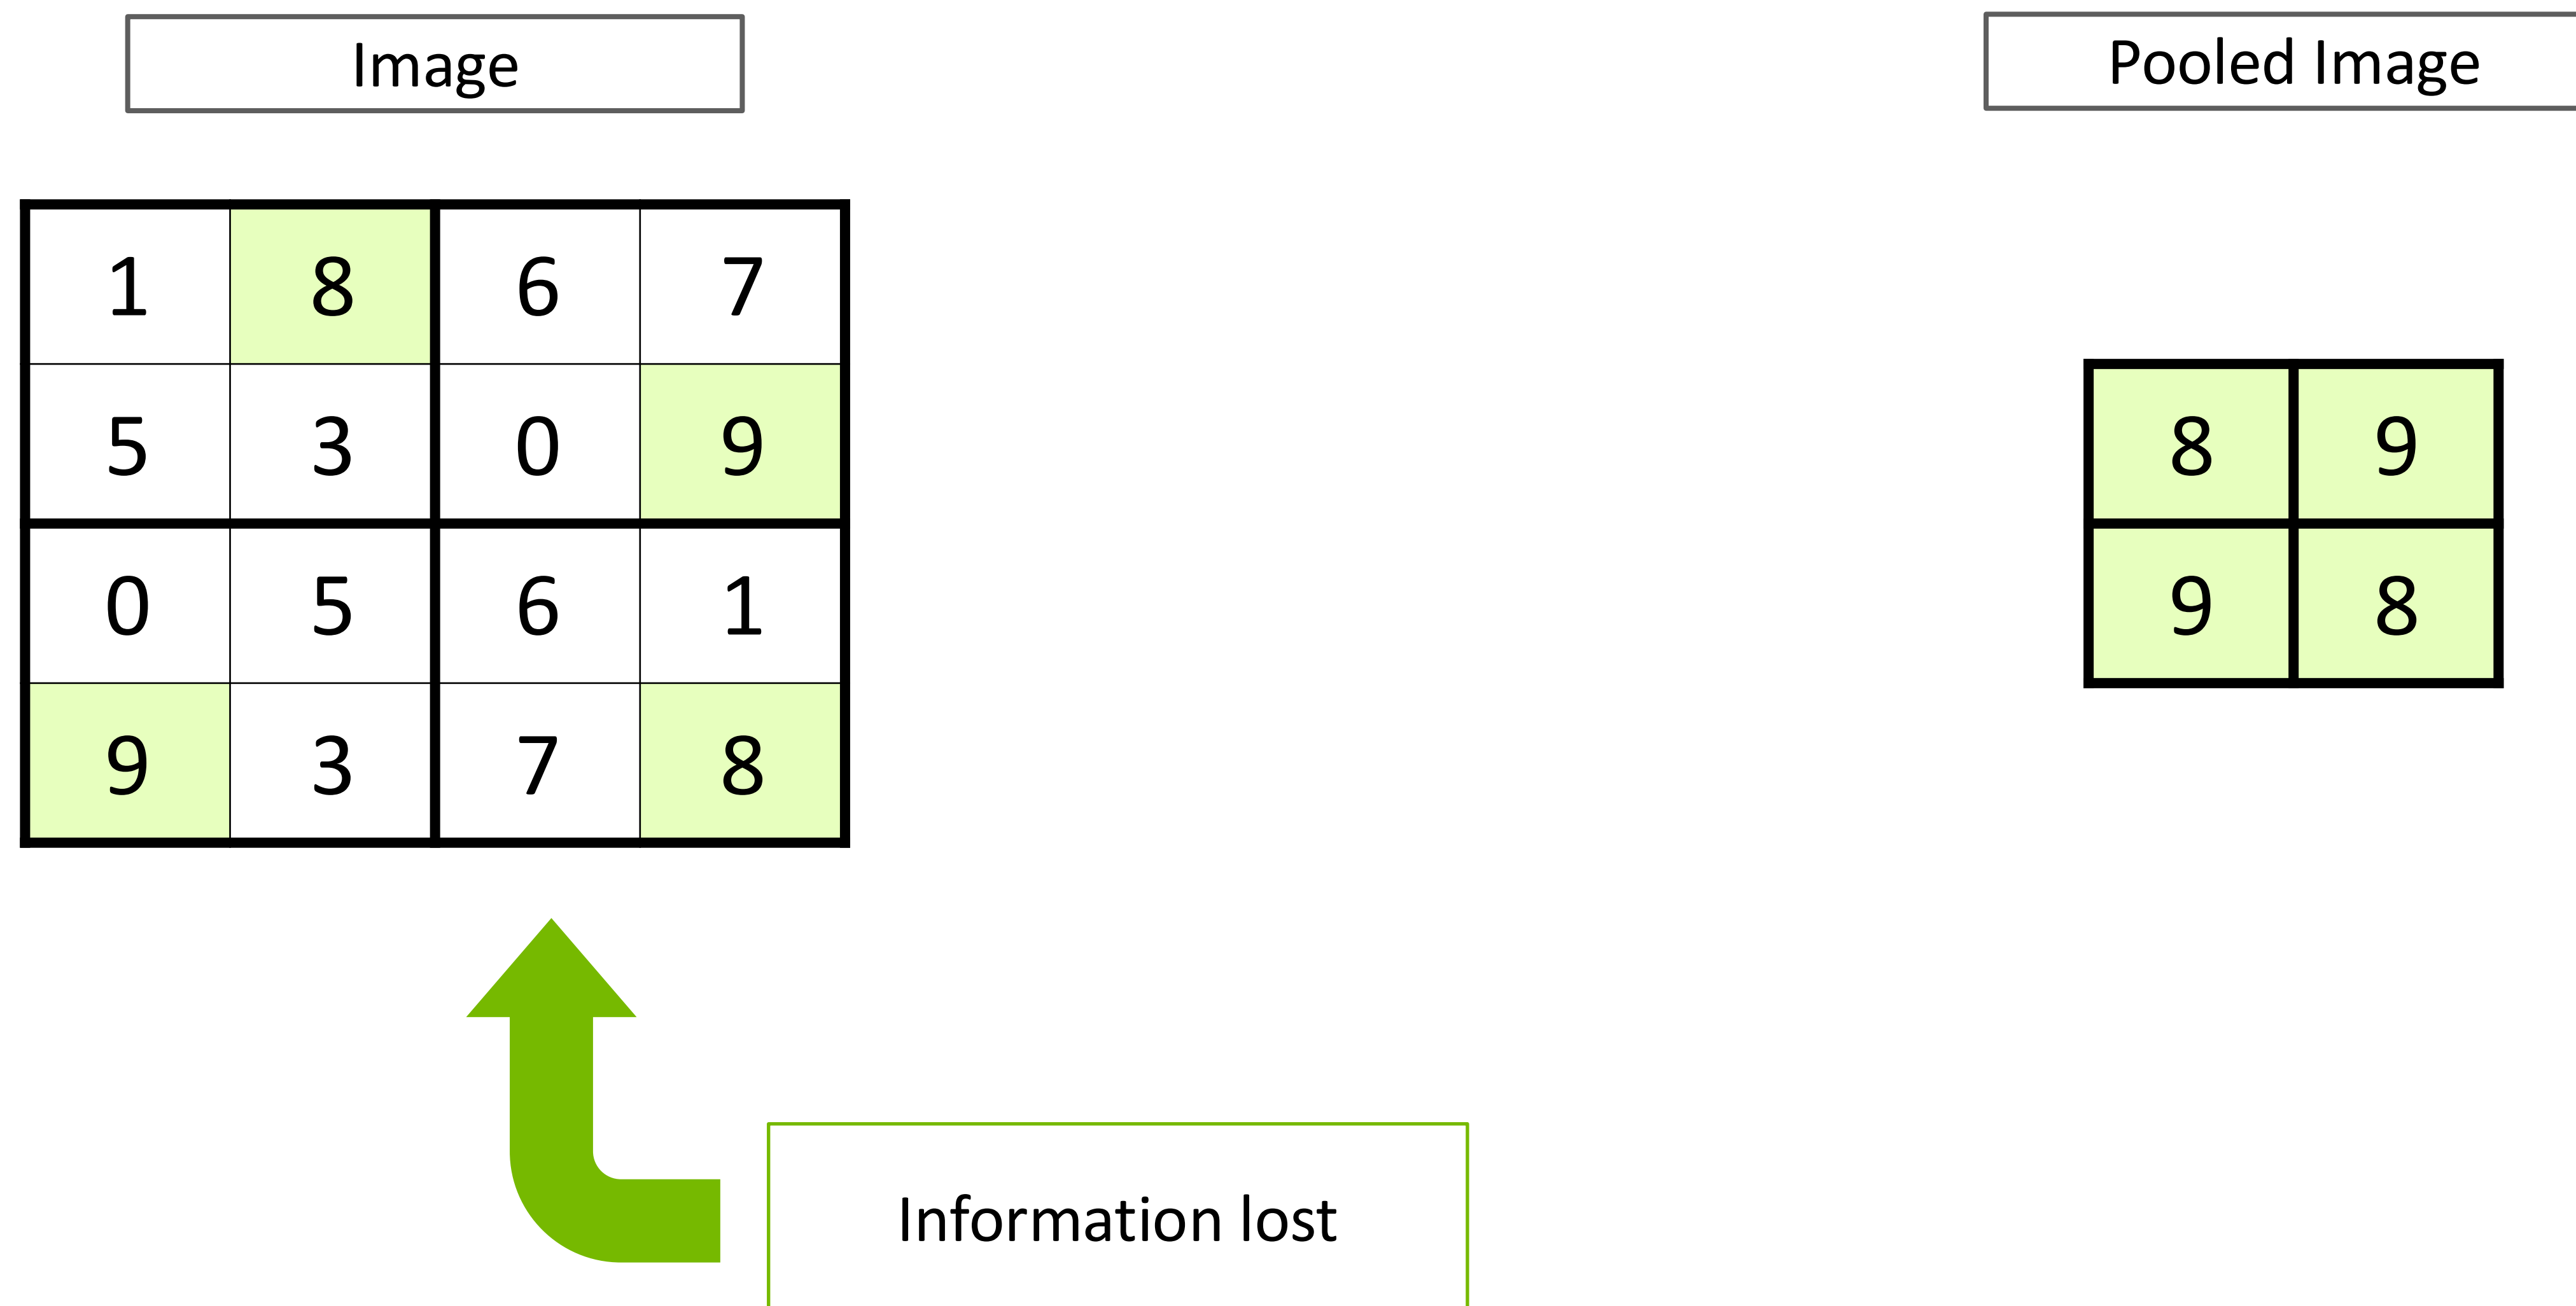 Image
Pooled Image
1 8 6 7
5 3 0 9
0 5 6 1
9 3 7 8
8 9
9 8
Information lost